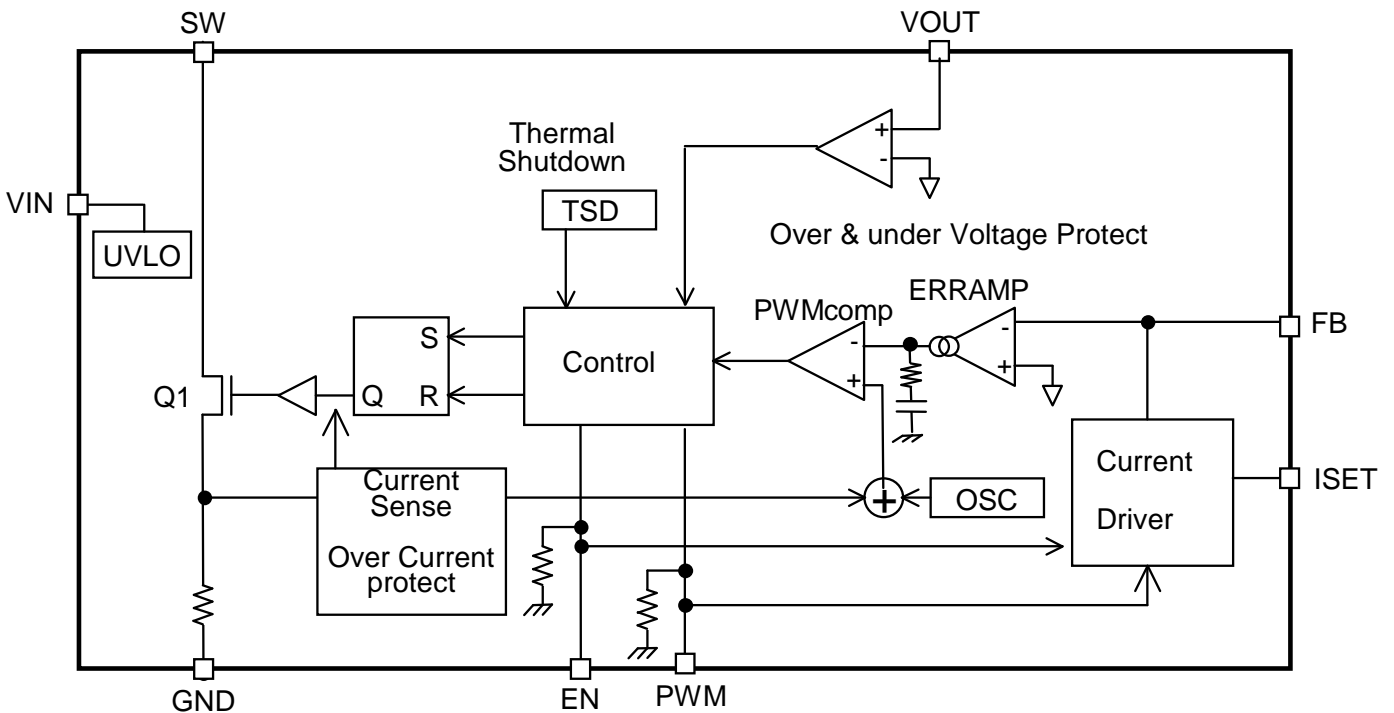 SW
VOUT
Thermal
Shutdown
+
-
VIN
TSD
UVLO
Over & under Voltage Protect
ERRAMP
PWMcomp
FB
S
Control
-
+
-
+
Q1
Q
R
Current
Sense
Over Current
protect
+
OSC
Current
Driver
ISET
GND
EN
PWM